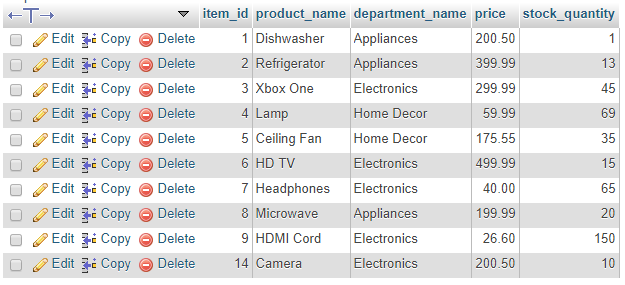 item_id product_name department_name price stock_quantity
Edit Copy Delete 1 Dishwasher Appliances 200.50 1
Edit Copy Delete 2 Refrigerator Appliances 399.99 13
Edit Copy Delete 3 Xbox One Electronics 299.99 45
Edit Copy Delete 4 Lamp Home Decor 59.99 69
Edit Copy Delete 5 Ceiling Fan Home Decor 175.55 35
Edit Copy Delete 6 HD TV Electronics 499.99 15
Edit Copy Delete 7 Headphones Electronics 40.00 65
Edit Copy Delete 8 Microwave Appliances 199.99 20
Edit Copy Delete 9 HDMI Cord Electronics 26.60 150
Edit Copy Delete 14 Camera Electronics 200.50 10